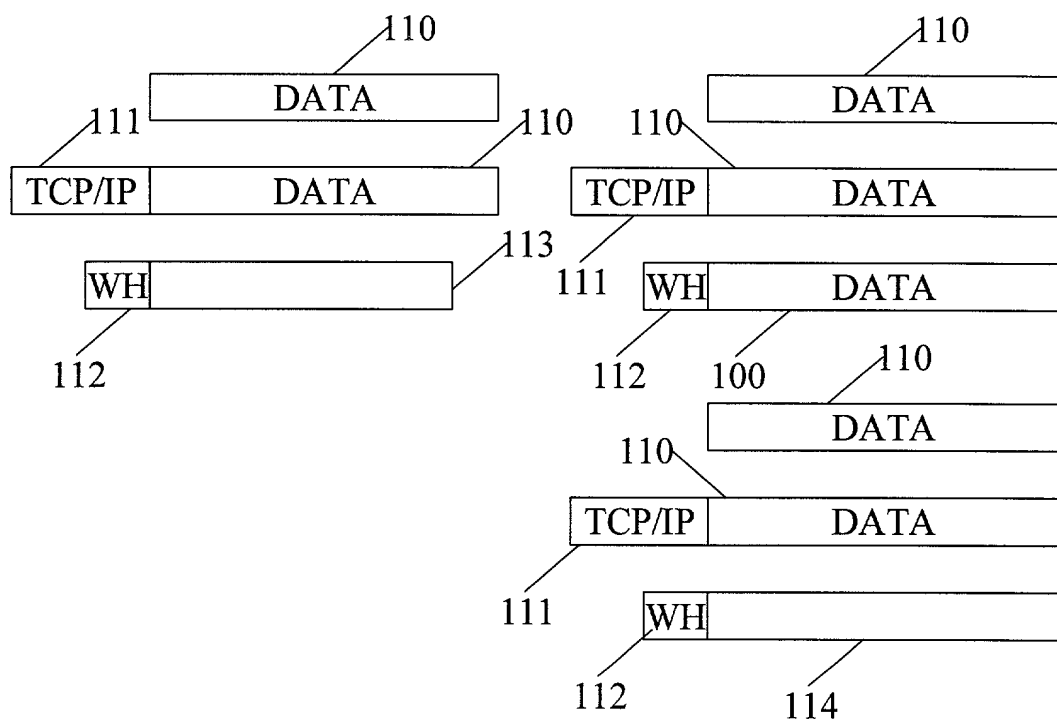 110 110
DATA DATA
111 110 110
TCP/IP DATA TCP/IP DATA
113
111
WH WH DATA
112 112 100
110
DATA
110
TCP/IP DATA
111
WH
112 114